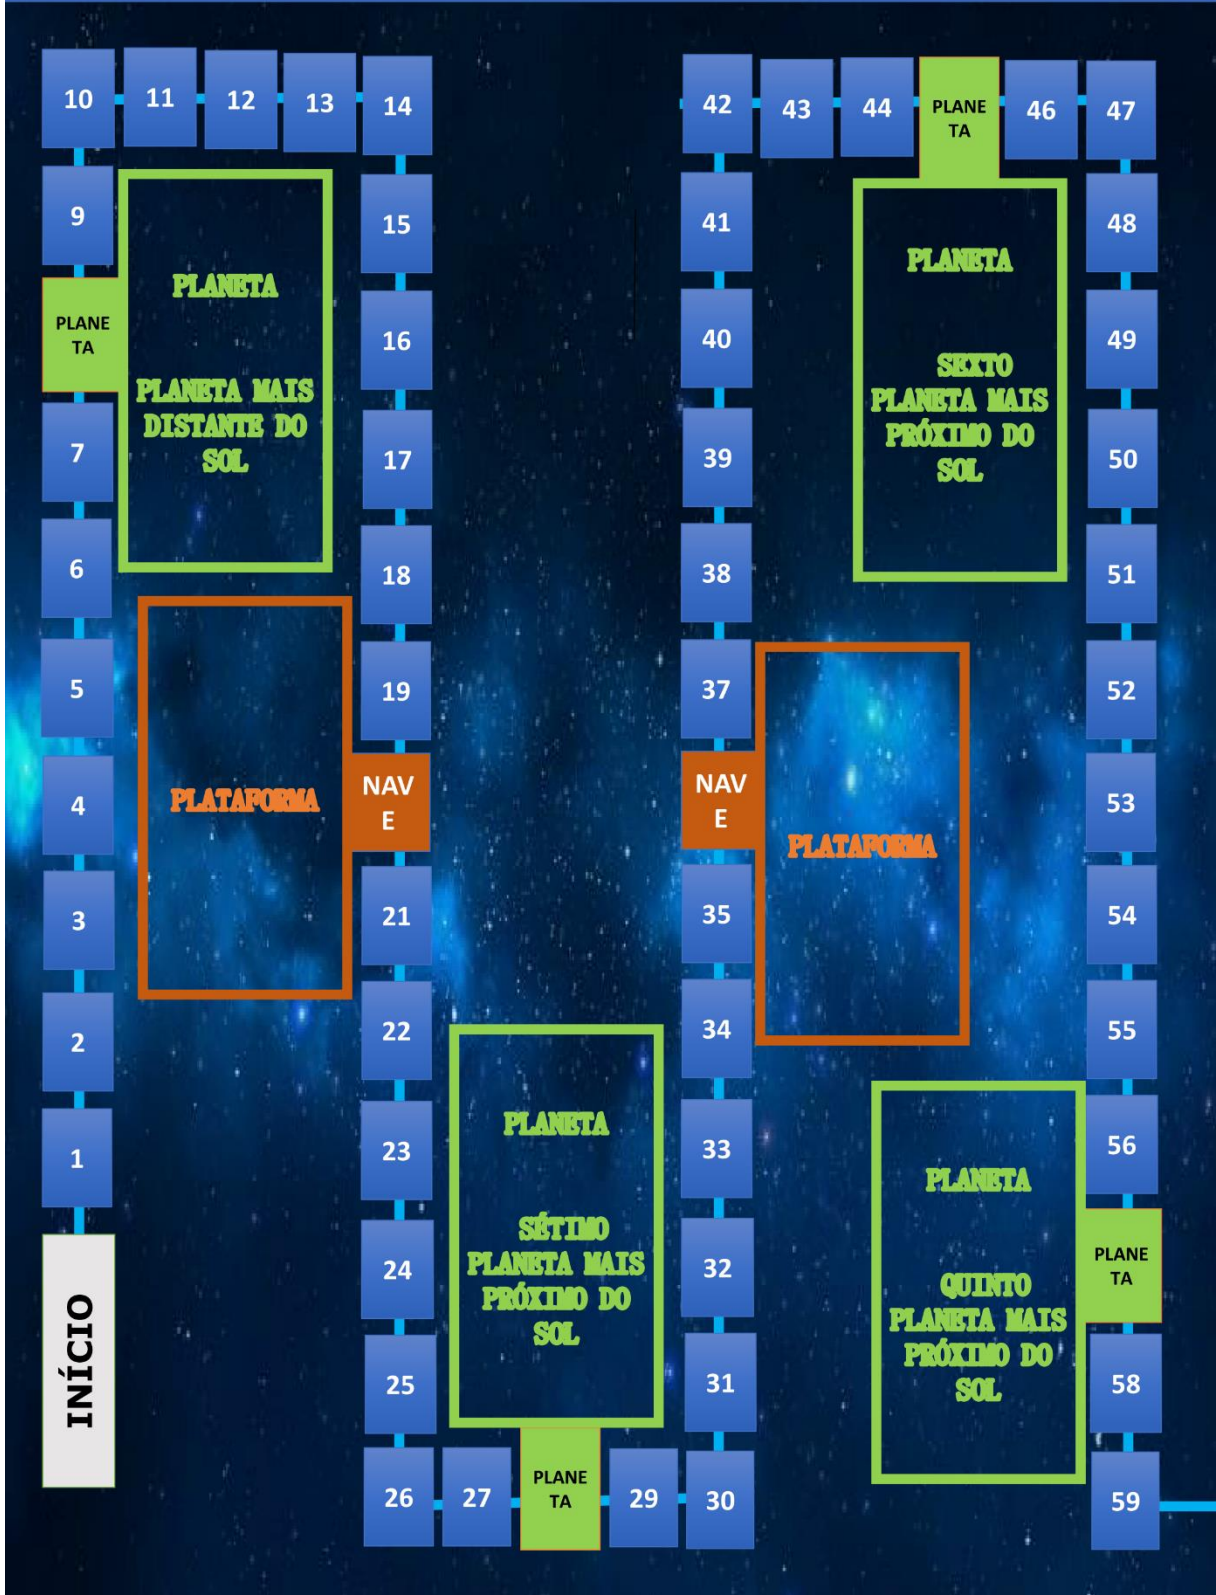 INÍCIO
1
2
3
4
5
6
7
PLANE
TA
PLANETA
PLANETA MAIS
DISTANTE DO
SOL
9
10
11
12
13
14
15
16
17
18
19
NAV
E
PLATAFORMA
21
22
23
24
25
26
27
PLANE
TA
PLANETA
SÉTIMO
PLANETA MAIS
PRÓXIMO DO
SOL
29
30
31
32
33
34
35
NAV
E
PLATAFORMA
37
38
39
40
41
42
43
44
PLANE
TA
PLANETA
SEXTO
PLANETA MAIS
PRÓXIMO DO
SOL
46
47
48
49
50
51
52
53
54
55
56
PLANE
TA
PLANETA
QUINTO
PLANETA MAIS
PRÓXIMO DO
SOL
58
59